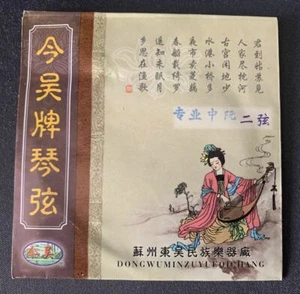 今吴牌琴弦
君到姑苏见
人家尽枕河
古宫闲地少
水港小桥多
夜市卖菱藕
春船载绮罗
遥知未眠月
乡思在渔歌
专业中阮 二弦
蘇州東吴民族樂器廠
DONGWUMINZUYUEQICHANG